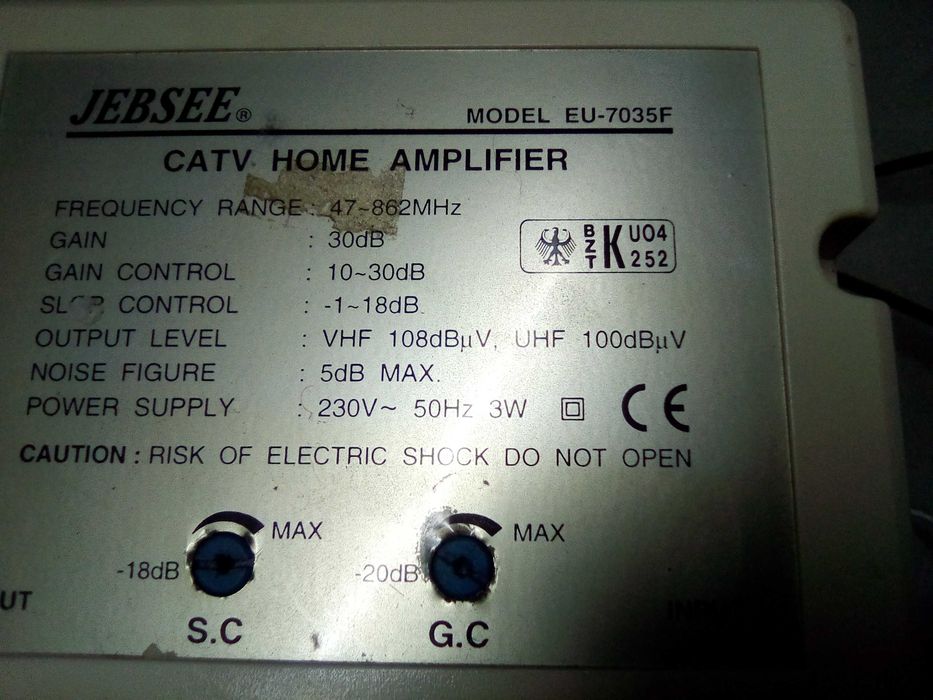 JEBSEE®
MODEL EU-7035F
CATV HOME AMPLIFIER
FREQUENCY RANGE : 47~862MHz
GAIN : 30dB
GAIN CONTROL : 10~30dB
CONTROL : -1~18dB
OUTPUT LEVEL : VHF 108dBµV, UHF 100dBµV
NOISE FIGURE : 5dB MAX.
POWER SUPPLY : 230V~ 50Hz 3W CE
BZT K U04 252
CAUTION : RISK OF ELECTRIC SHOCK DO NOT OPEN
MAX MAX
-18dB -20dB
S.C G.C